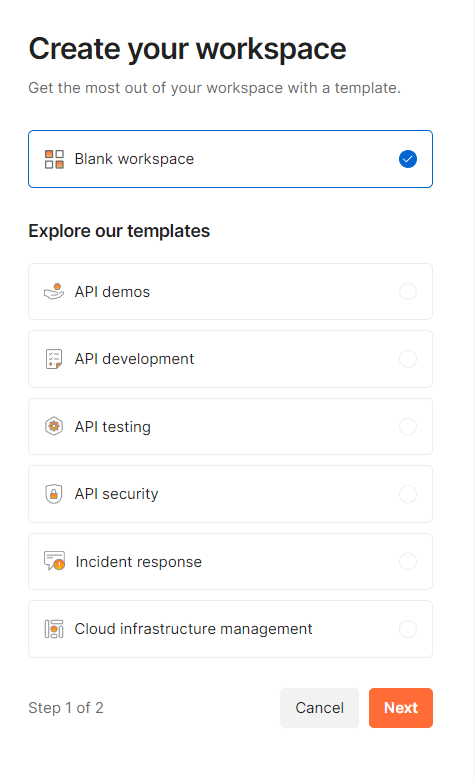 Create your workspace
Get the most out of your workspace with a template.
Blank workspace
Explore our templates
API demos
API development
API testing
API security
Incident response
Cloud infrastructure management
Step 1 of 2
Cancel
Next